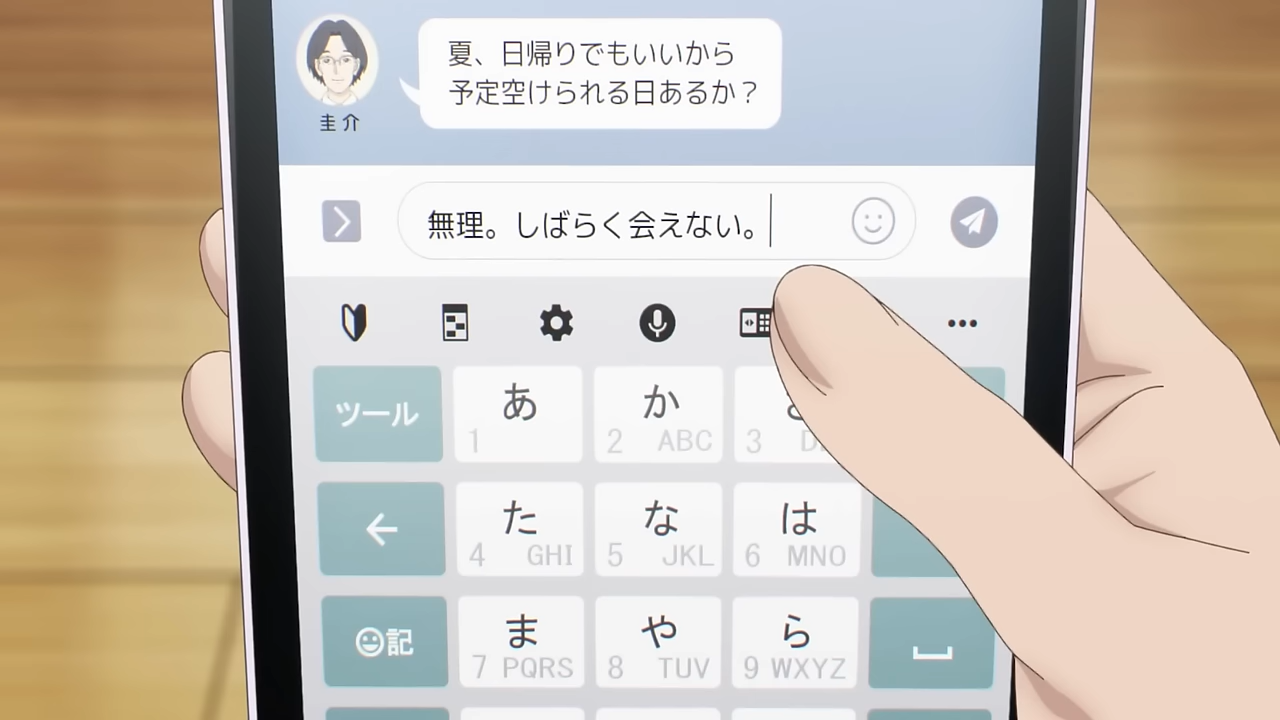 夏、日帰りでもいいから
予定空けられる日あるか？
圭介
無理。しばらく会えない。
ツール
あ
1
か
2 ABC
3
た
4 GHI
な
5 JKL
は
6 MNO
記
ま
7 PQRS
や
8 TUV
ら
9 WXYZ